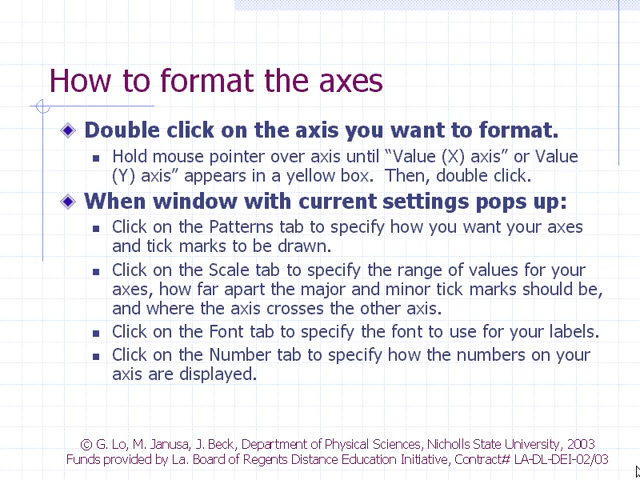 How to format the axes
Double click on the axis you want to format.
Hold mouse pointer over axis until “Value (X) axis” or Value
(Y) axis” appears in a yellow box.  Then, double click.
When window with current settings pops up:
Click on the Patterns tab to specify how you want your axes
and tick marks to be drawn.
Click on the Scale tab to specify the range of values for your
axes, how far apart the major and minor tick marks should be,
and where the axis crosses the other axis.
Click on the Font tab to specify the font to use for your labels.
Click on the Number tab to specify how the numbers on your
axis are displayed.
© G. Lo, M. Janusa, J. Beck, Department of Physical Sciences, Nicholls State University, 2003
Funds provided by La. Board of Regents Distance Education Initiative, Contract# LA-DL-DEI-02/03